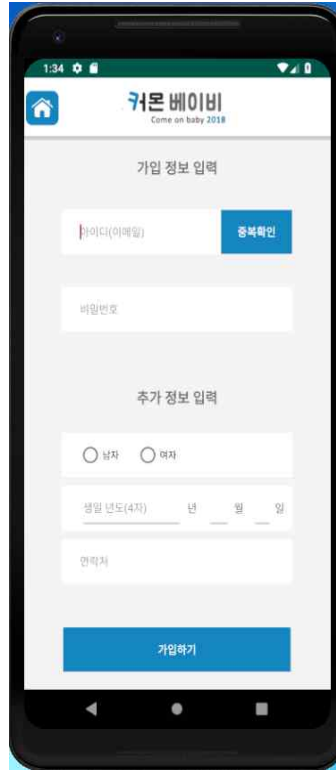 1:34
커몬 베이비
Come on baby 2018
가입 정보 입력
아이디(이메일) 중복확인
비밀번호
추가 정보 입력
남자 여자
생일 년도(4자) 년 월 일
연락처
가입하기